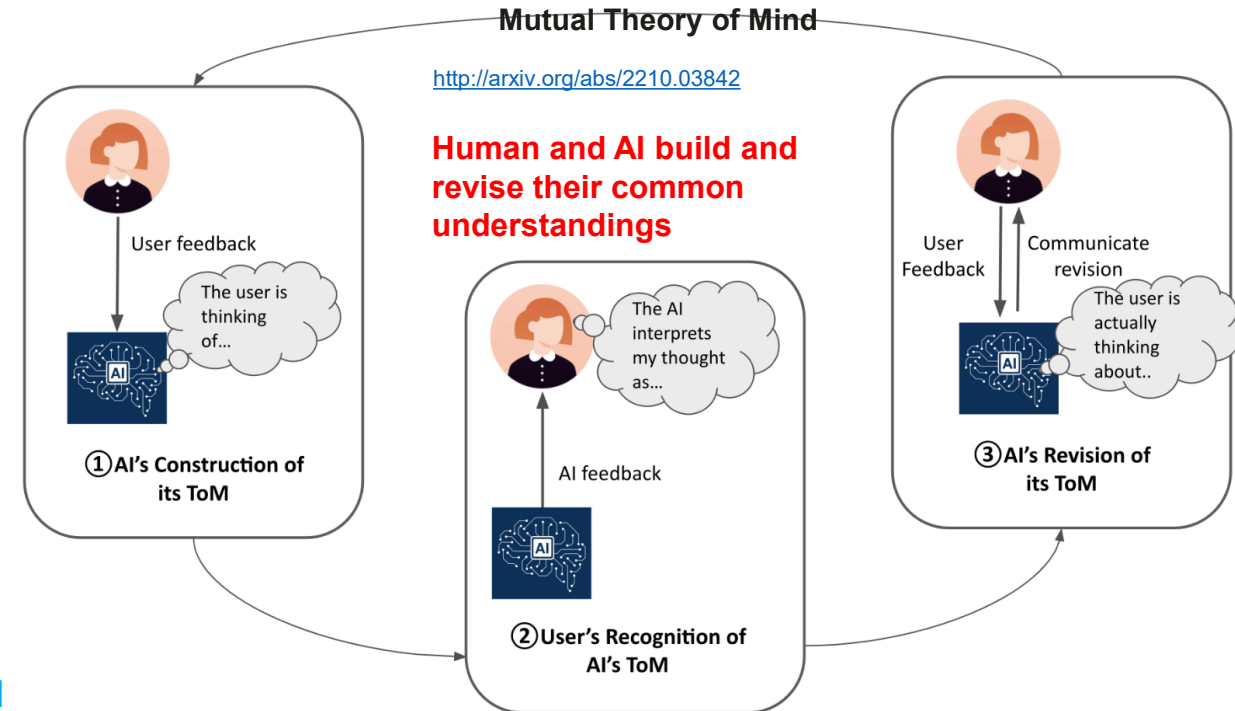 Mutual Theory of Mind
http://arxiv.org/abs/2210.03842
Human and AI build and
revise their common
understandings
User feedback
The user is
thinking
of...
AI
①AI’s Construction of
its ToM
The AI
interprets
my thought
as...
AI feedback
AI
②User’s Recognition of
AI’s ToM
User
Feedback
Communicate
revision
The user is
actually
thinking
about..
AI
③AI’s Revision of
its ToM